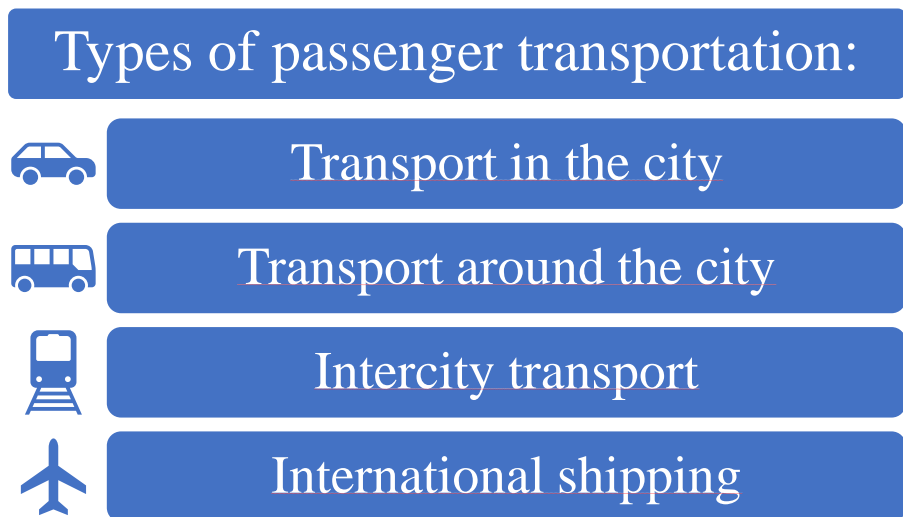 Types of passenger transportation:
Transport in the city
Transport around the city
Intercity transport
International shipping